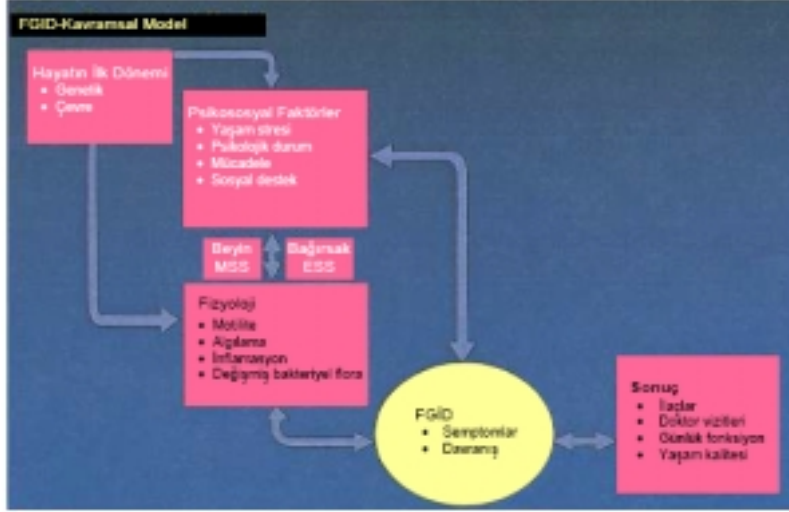 FGID-Kavramsal Model
Hayatın İlk Dönemi
• Genetik
• Çevre
Psikososyal Faktörler
• Yaşam stresi
• Psikolojik durum
• Mücadele
• Sosyal destek
Beyin
MSS
Bağırsak
ESS
Fizyoloji
• Motilite
• Algılama
• İnflamasyon
• Değişmiş bakteriyel flora
FGİD
• Semptomlar
• Davranış
Sonuç
• İlaçlar
• Doktor vizitleri
• Günlük fonksiyon
• Yaşam kalitesi